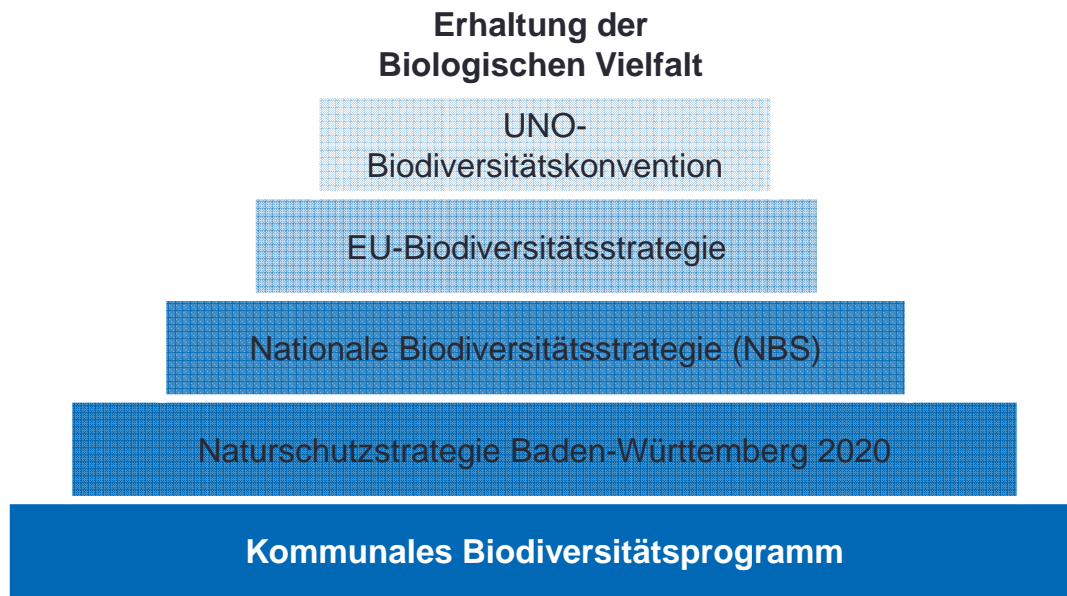 Erhaltung der
Biologischen Vielfalt
UNO-
Biodiversitätskonvention
EU-Biodiversitätsstrategie
Nationale Biodiversitätsstrategie (NBS)
Naturschutzstrategie Baden-Württemberg 2020
Kommunales Biodiversitätsprogramm